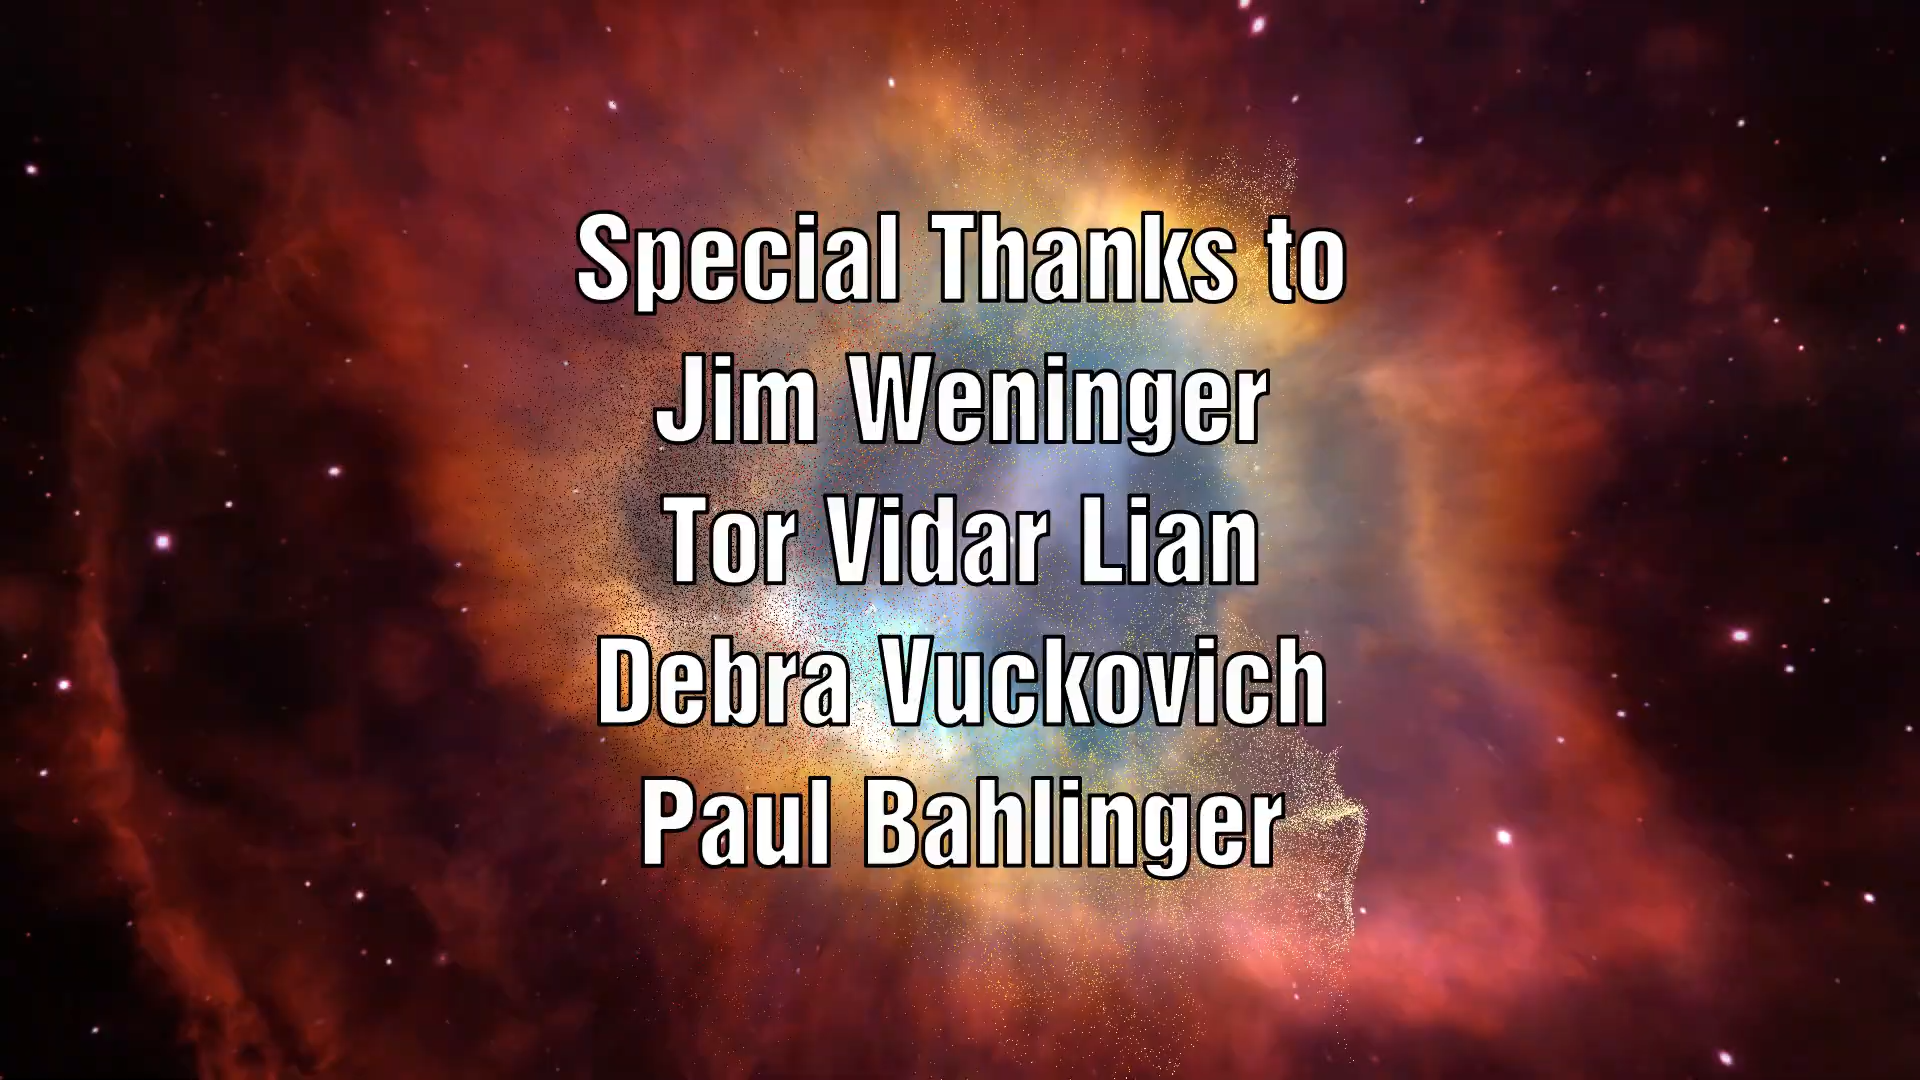 Special Thanks to
Jim Weninger
Tor Vidar Lian
Debra Vuckovich
Paul Bahlinger